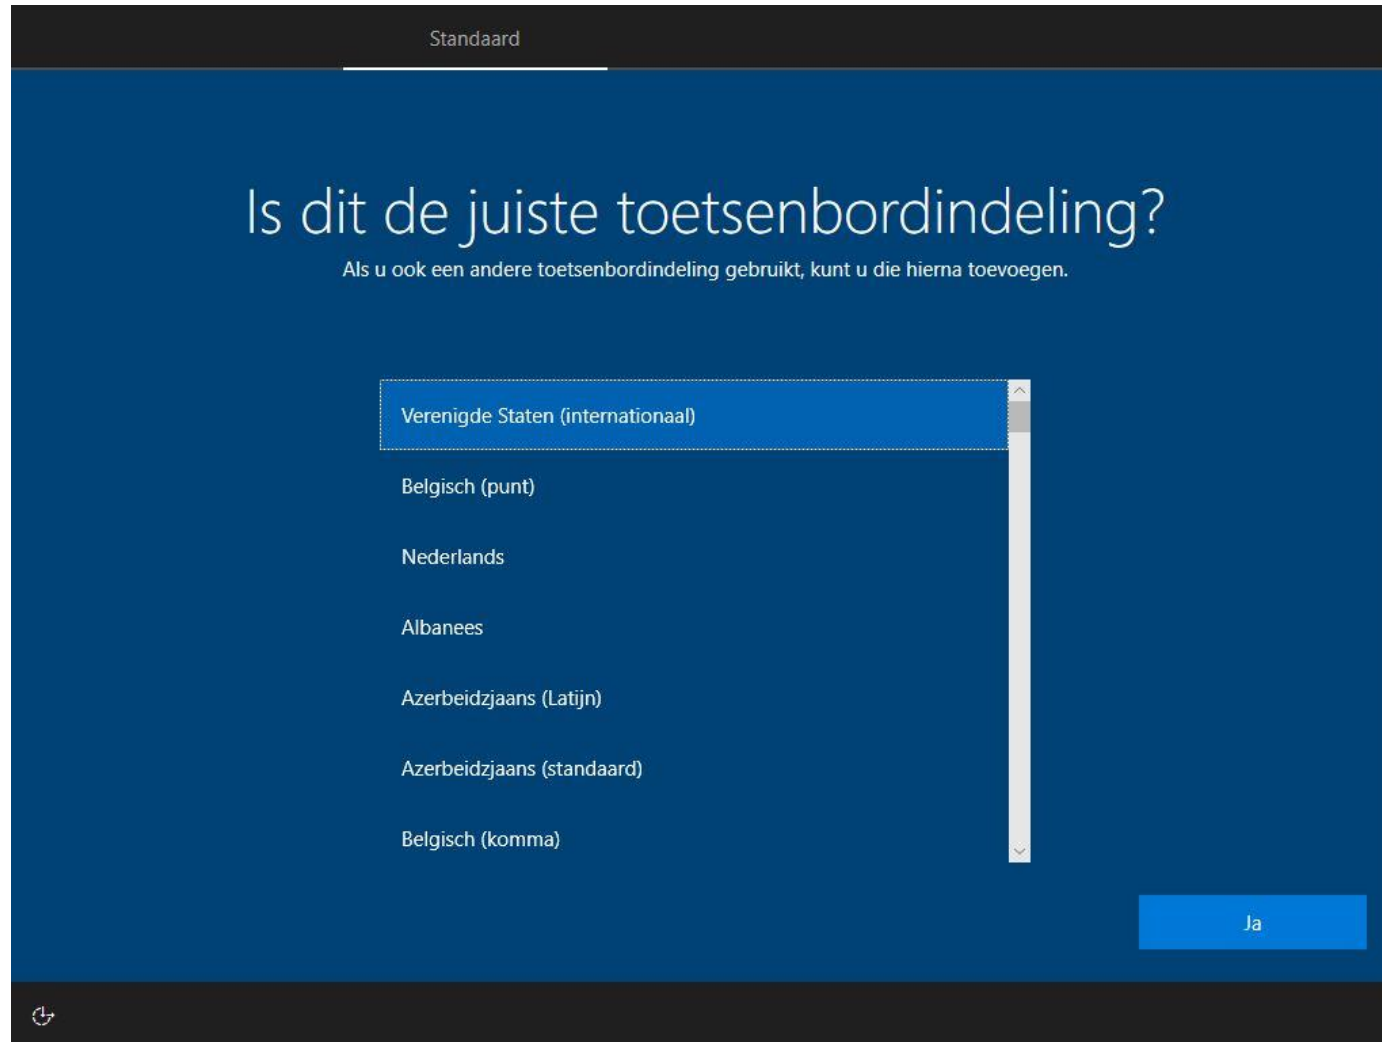 Standaard
Is dit de juiste toetsenbordindeling?
Als u ook een andere toetsenbordindeling gebruikt, kunt u die hierna toevoegen.
Verenigde Staten (internationaal)
Belgisch (punt)
Nederlands
Albanees
Azerbeidzjaans (Latijn)
Azerbeidzjaans (standaard)
Belgisch (komma)
Ja